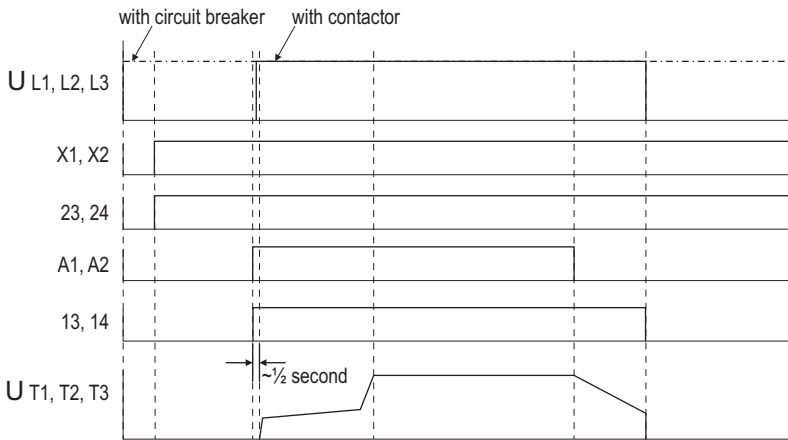 with circuit breaker
with contactor
U L1, L2, L3
X1, X2
23, 24
A1, A2
13, 14
~½ second
U T1, T2, T3